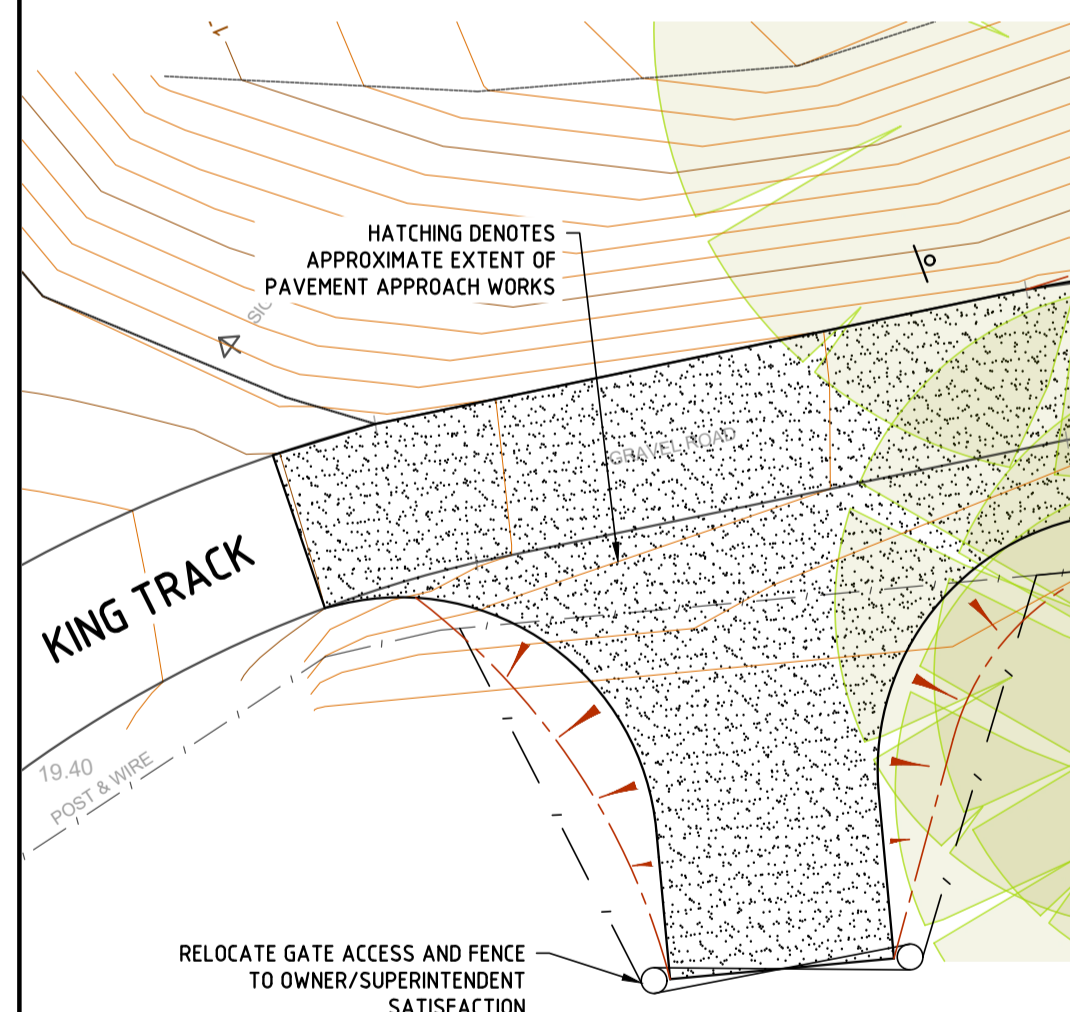 HATCHING DENOTES
APPROXIMATE EXTENT OF
PAVEMENT APPROACH WORKS
GRAVEL ROAD
KING TRACK
19.40
POST & WIRE
RELOCATE GATE ACCESS AND FENCE
TO OWNER/SUPERINTENDENT
SATISFACTION